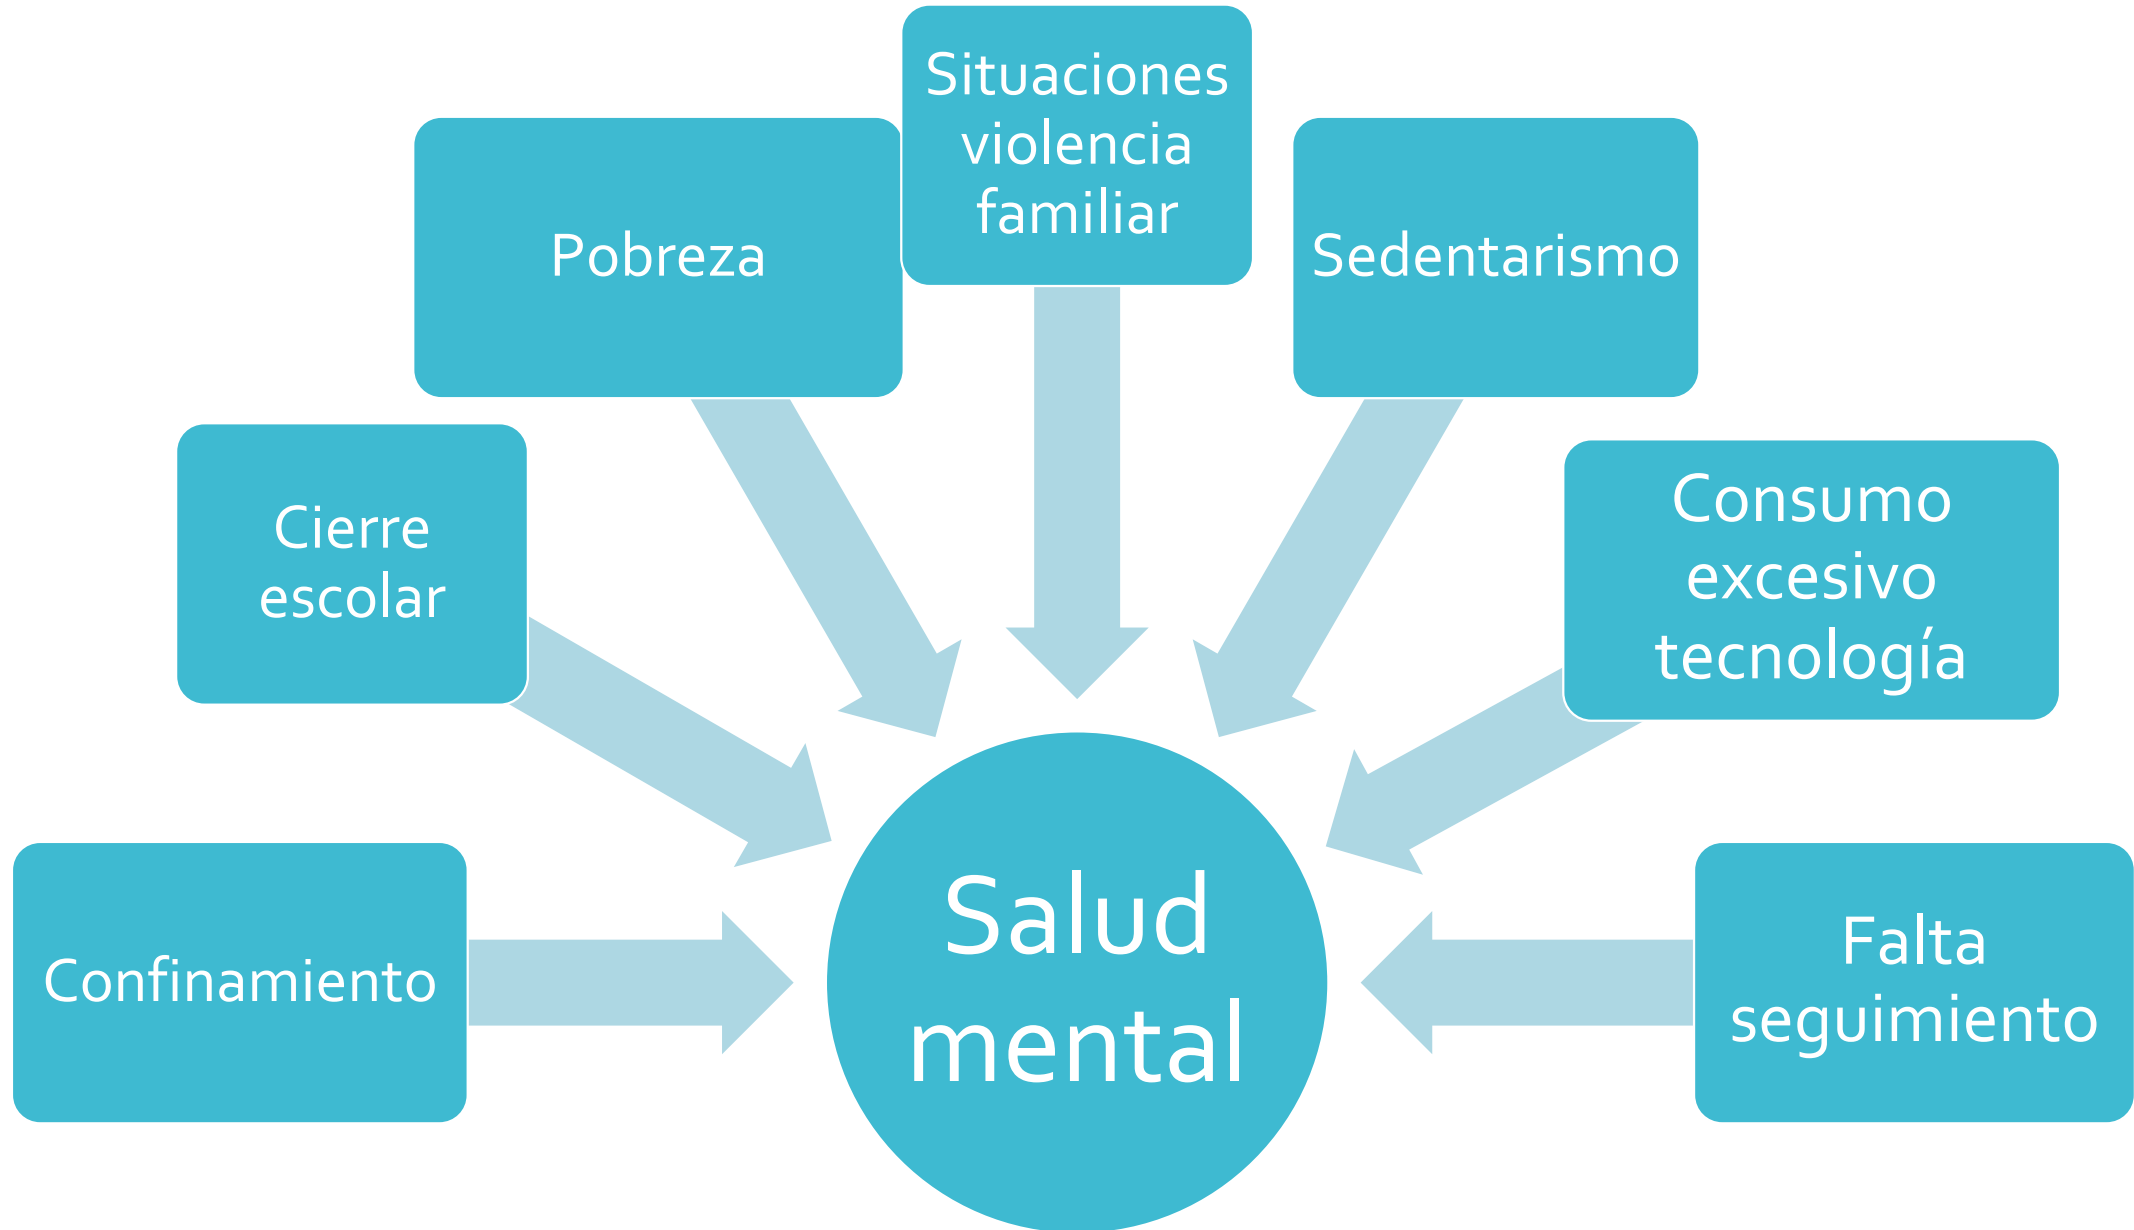 Situaciones
violencia
familiar
Pobreza
Sedentarismo
Cierre
escolar
Consumo
excesivo
tecnología
Confinamiento
Salud
mental
Falta
seguimiento